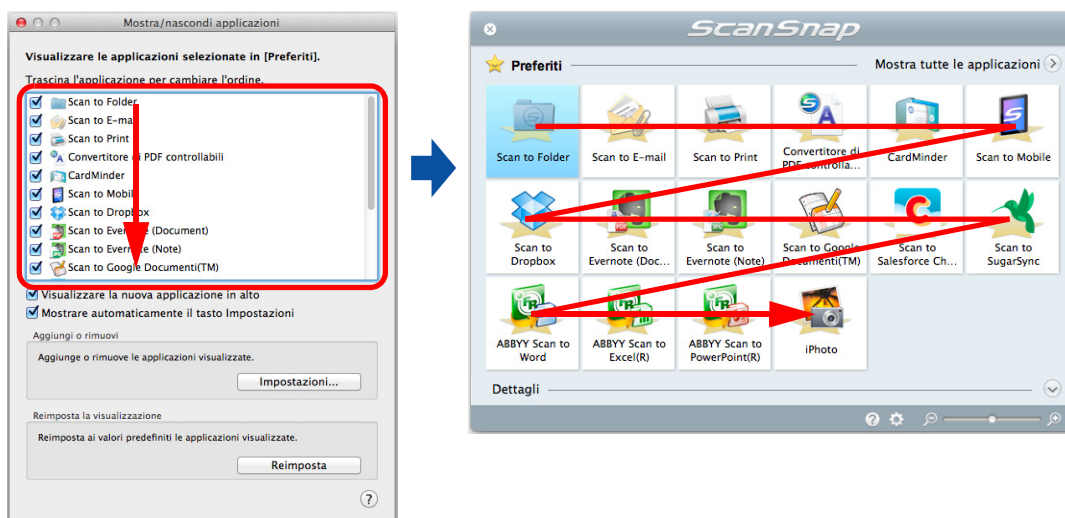 Mostra/nascondi applicazioni
Visualizzare le applicazioni selezionate in [Preferiti].
Trascina l'applicazione per cambiare l'ordine.
Scan to Folder
Scan to E-mail
Scan to Print
Convertitore di PDF controllabili
CardMinder
Scan to Mobile
Scan to Dropbox
Scan to Evernote (Document)
Scan to Evernote (Note)
Scan to Google Documenti(TM)
Visualizzare la nuova applicazione in alto
Mostrare automaticamente il tasto Impostazioni
Aggiungi o rimuovi
Aggiunge o rimuove le applicazioni visualizzate.
Impostazioni...
Reimposta la visualizzazione
Reimposta ai valori predefiniti le applicazioni visualizzate.
Reimposta
?
ScanSnap
Preferiti
Mostra tutte le applicazioni
Scan to Folder
Scan to E-mail
Scan to Print
Convertitore di
PDF controlla...
CardMinder
Scan to Mobile
Scan to
Dropbox
Scan to
Evernote (Doc...
Scan to
Evernote (Note)
Scan to Google
Documenti(TM)
Scan to
Salesforce Ch...
Scan to
SugarSync
ABBYY Scan to
Word
ABBYY Scan to
Excel(R)
ABBYY Scan to
PowerPoint(R)
iPhoto
Dettagli
?